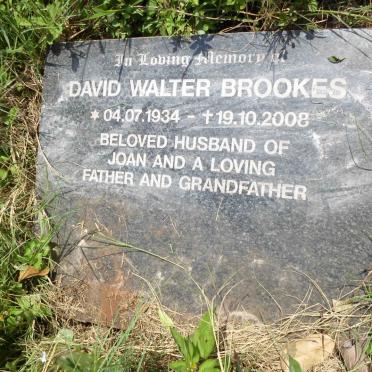 In Loving Memory of
DAVID WALTER BROOKES
* 04.07.1934 - † 19.10.2008
BELOVED HUSBAND OF
JOAN AND A LOVING
FATHER AND GRANDFATHER